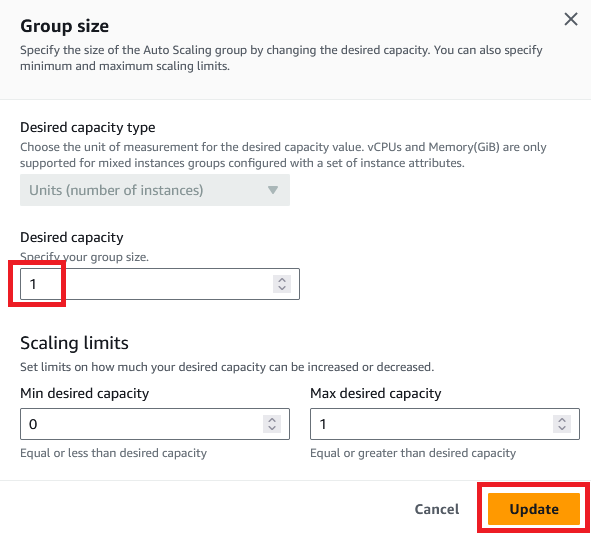 Group size
Specify the size of the Auto Scaling group by changing the desired capacity. You can also specify
minimum and maximum scaling limits.
Desired capacity type
Choose the unit of measurement for the desired capacity value. vCPUs and Memory(GiB) are only
supported for mixed instances groups configured with a set of instance attributes.
Units (number of instances)
Desired capacity
Specify your group size.
1
Scaling limits
Set limits on how much your desired capacity can be increased or decreased.
Min desired capacity
Max desired capacity
0
1
Equal or less than desired capacity
Equal or greater than desired capacity
Cancel
Update